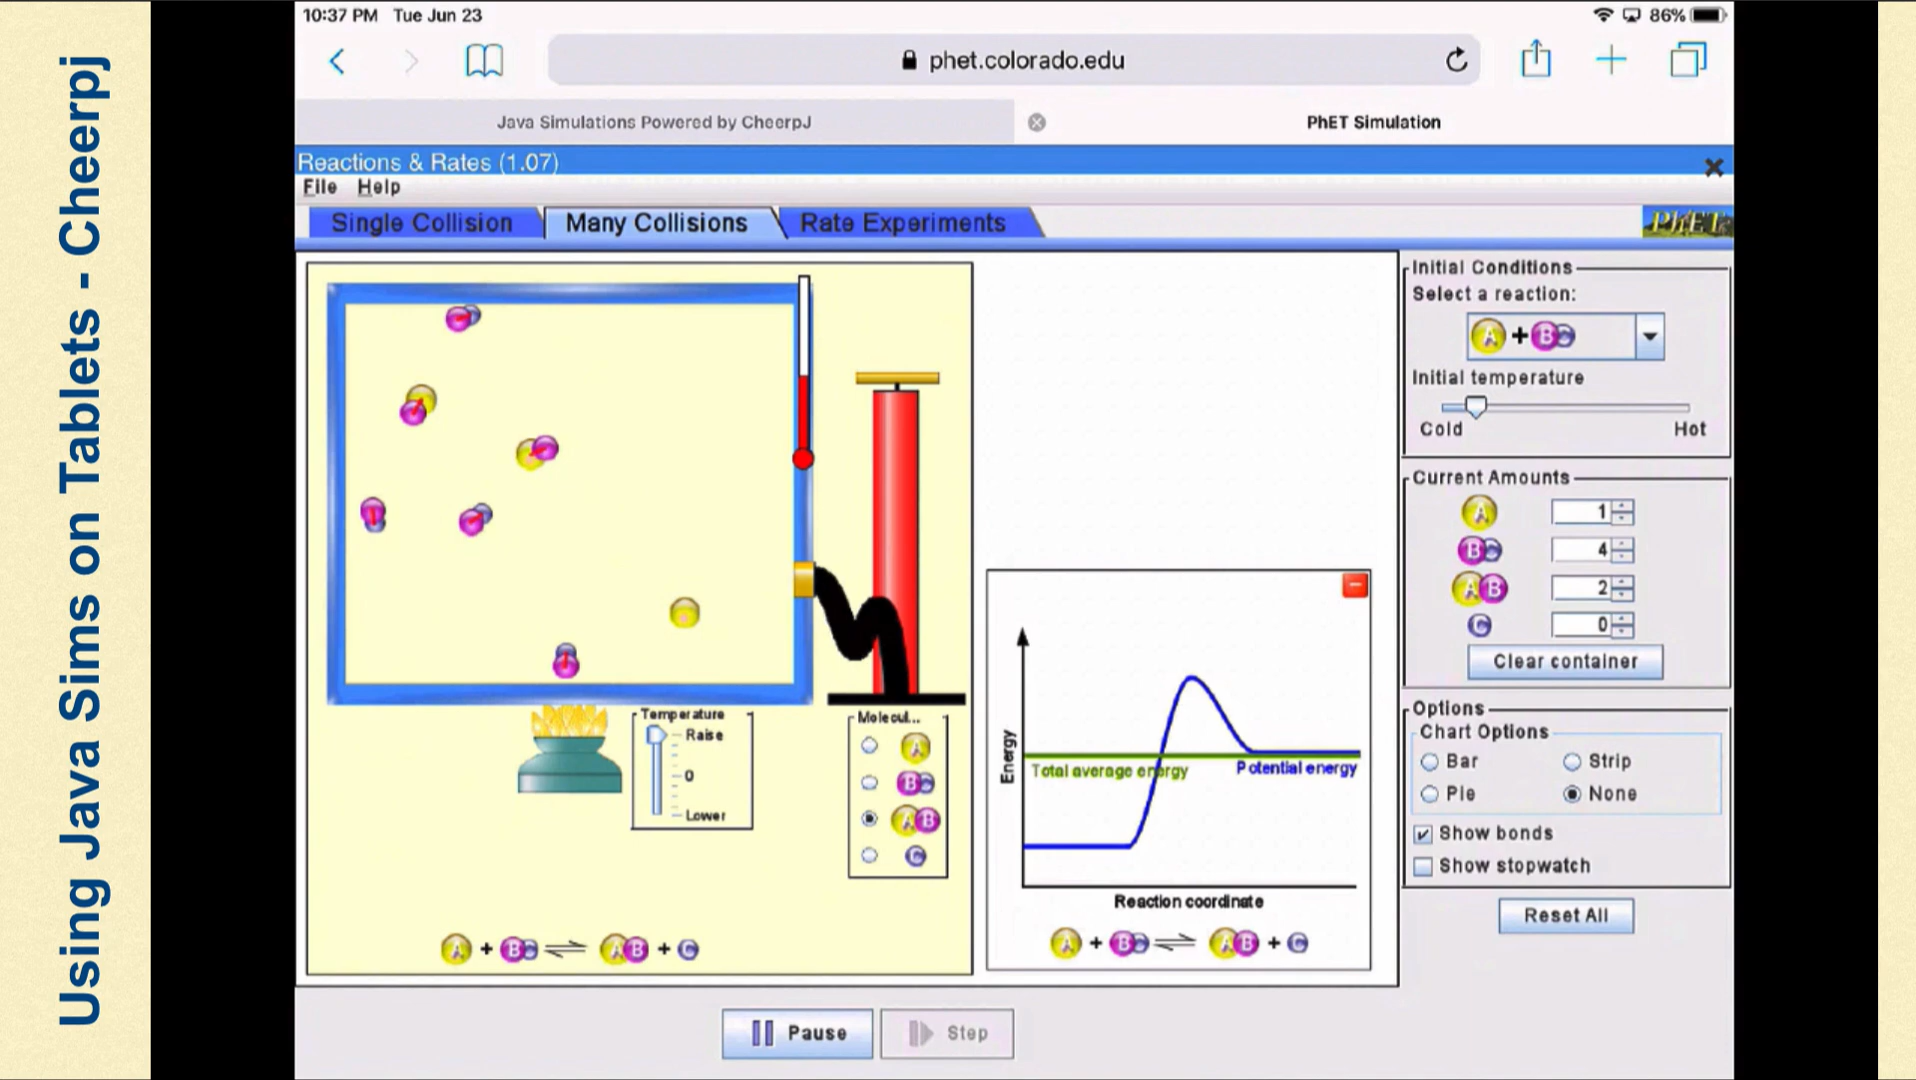 Using Java Sims on Tablets - Cheerpj
10:37 PM Tue Jun 23
86%
phet.colorado.edu
Java Simulations Powered by CheerpJ
PhET Simulation
Reactions & Rates (1.07)
File Help
Single Collision
Many Collisions
Rate Experiments
PhET
Initial Conditions
Select a reaction:
A + B C
Initial temperature
Cold
Hot
Current Amounts
A 1
B C 4
A B 2
C 0
Clear container
Options
Chart Options
Bar
Strip
Pie
None
Show bonds
Show stopwatch
Reset All
Temperature
Raise
0
Lower
Molecul...
A
B C
A B
C
A + B C ⇌ A B + C
Energy
Total average energy
Potential energy
Reaction coordinate
A + B C ⇌ A B + C
Pause
Step